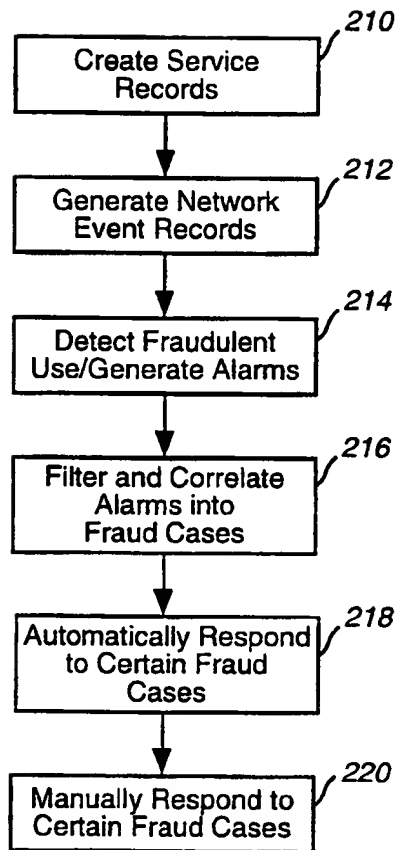 210
Create Service
Records
212
Generate Network
Event Records
214
Detect Fraudulent
Use/Generate Alarms
216
Filter and Correlate
Alarms into
Fraud Cases
218
Automatically Respond
to Certain Fraud
Cases
220
Manually Respond to
Certain Fraud Cases